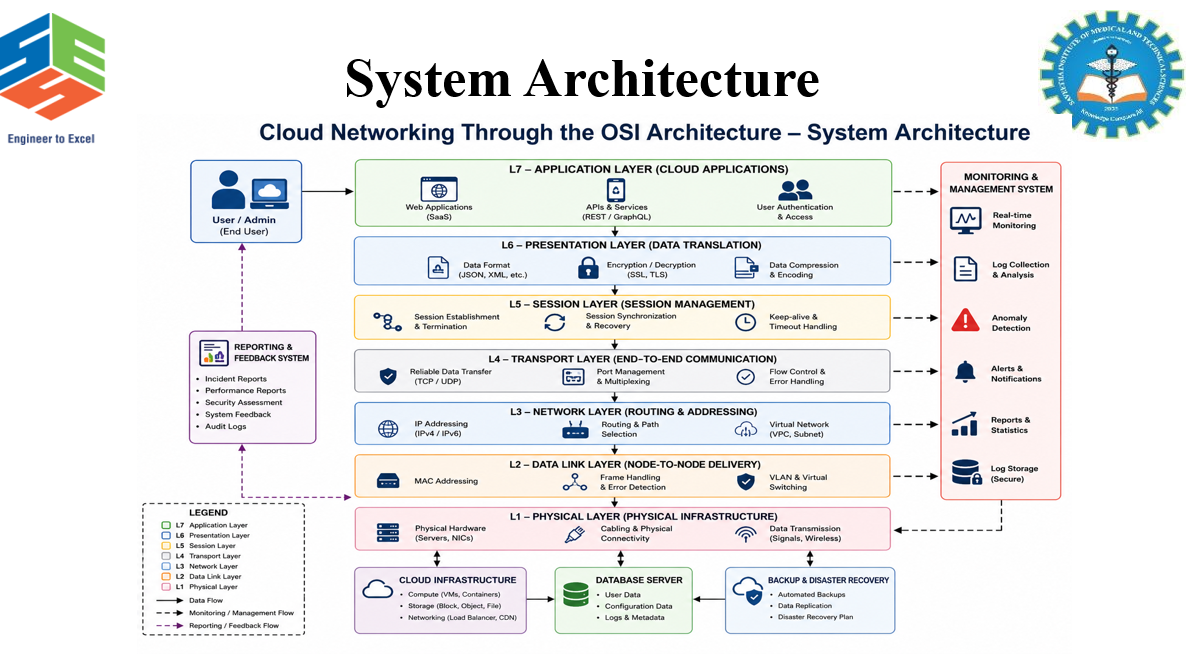 System Architecture
Engineer to Excel
SAVEETHA INSTITUTE OF MEDICAL AND TECHNICAL SCIENCES
Cloud Networking Through the OSI Architecture – System Architecture
User / Admin
(End User)
L7 – APPLICATION LAYER (CLOUD APPLICATIONS)
Web Applications
(SaaS)
APIs & Services
(REST / GraphQL)
User Authentication
& Access
L6 – PRESENTATION LAYER (DATA TRANSLATION)
Data Format
(JSON, XML, etc.)
Encryption / Decryption
(SSL, TLS)
Data Compression
& Encoding
L5 – SESSION LAYER (SESSION MANAGEMENT)
Session Establishment
& Termination
Session Synchronization
& Recovery
Keep-alive &
Timeout Handling
L4 – TRANSPORT LAYER (END-TO-END COMMUNICATION)
Reliable Data Transfer
(TCP / UDP)
Port Management
& Multiplexing
Flow Control &
Error Handling
L3 – NETWORK LAYER (ROUTING & ADDRESSING)
IP Addressing
(IPv4 / IPv6)
Routing & Path
Selection
Virtual Network
(VPC, Subnet)
L2 – DATA LINK LAYER (NODE-TO-NODE DELIVERY)
MAC Addressing
Frame Handling
& Error Detection
VLAN & Virtual
Switching
L1 – PHYSICAL LAYER (PHYSICAL INFRASTRUCTURE)
Physical Hardware
(Servers, NICs)
Cabling & Physical
Connectivity
Data Transmission
(Signals, Wireless)
MONITORING &
MANAGEMENT SYSTEM
Real-time
Monitoring
Log Collection
& Analysis
Anomaly
Detection
Alerts &
Notifications
Reports &
Statistics
Log Storage
(Secure)
REPORTING &
FEEDBACK SYSTEM
• Incident Reports
• Performance Reports
• Security Assessment
• System Feedback
• Audit Logs
LEGEND
L7 Application Layer
L6 Presentation Layer
L5 Session Layer
L4 Transport Layer
L3 Network Layer
L2 Data Link Layer
L1 Physical Layer
Data Flow
Monitoring / Management Flow
Reporting / Feedback Flow
CLOUD INFRASTRUCTURE
• Compute (VMs, Containers)
• Storage (Block, Object, File)
• Networking (Load Balancer, CDN)
DATABASE SERVER
• User Data
• Configuration Data
• Logs & Metadata
BACKUP & DISASTER RECOVERY
• Automated Backups
• Data Replication
• Disaster Recovery Plan